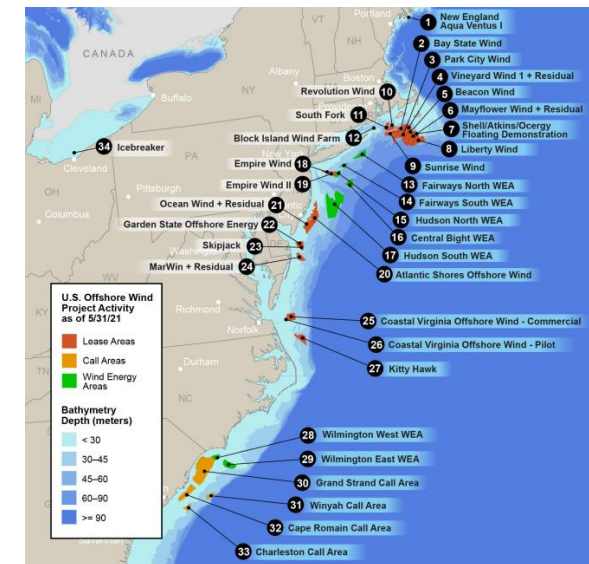 VT
Portland
1 New England
Aqua Ventus I
CANADA
NH
2 Bay State Wind
3 Park City Wind
NY
Albany
Boston
Revolution Wind 10
4 Vineyard Wind 1 + Residual
5 Beacon Wind
MI
Buffalo
South Fork 11
6 Mayflower Wind + Residual
7 Shell/Atkins/Ocergy
Floating Demonstration
Block Island Wind Farm 12
8 Liberty Wind
34 Icebreaker
Cleveland
Empire Wind 18
9 Sunrise Wind
PA
Empire Wind II 19
13 Fairways North WEA
OH
Pittsburgh
14 Fairways South WEA
Ocean Wind + Residual 21
15 Hudson North WEA
Columbus
Garden State Offshore Energy 22
16 Central Bight WEA
Skipjack 23
DE
17 Hudson South WEA
MarWin + Residual 24
20 Atlantic Shores Offshore Wind
WV
U.S. Offshore Wind
Project Activity
as of 5/31/21
Lease Areas
Call Areas
Wind Energy
Areas
Bathymetry
Depth (meters)
< 30
30–45
45–60
60–90
>= 90
Richmond
KY
VA
Norfolk
25 Coastal Virginia Offshore Wind - Commercial
26 Coastal Virginia Offshore Wind - Pilot
27 Kitty Hawk
TN
Durham
NC
28 Wilmington West WEA
29 Wilmington East WEA
30 Grand Strand Call Area
31 Winyah Call Area
32 Cape Romain Call Area
33 Charleston Call Area
Savannah